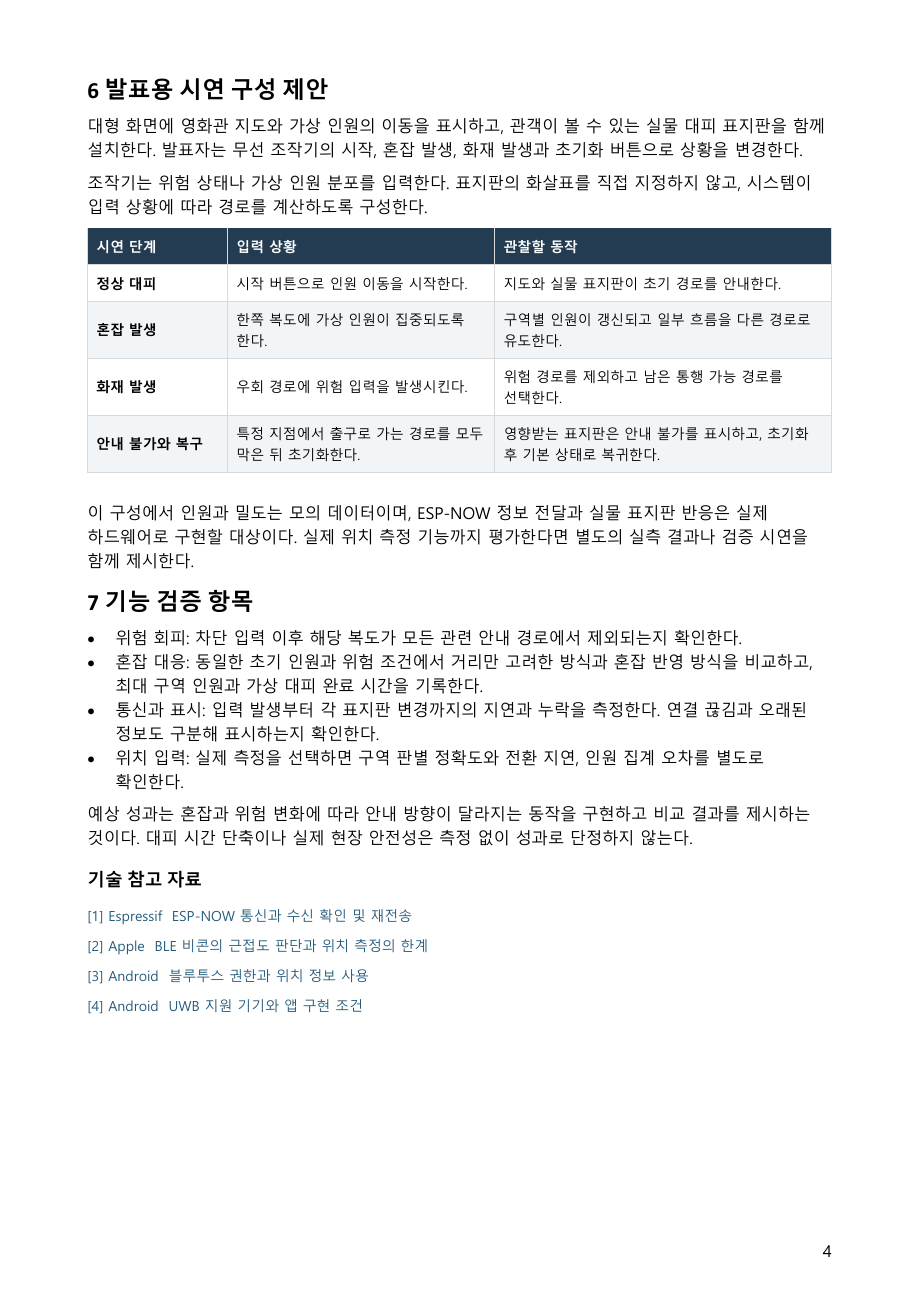 6 발표용 시연 구성 제안
대형 화면에 영화관 지도와 가상 인원의 이동을 표시하고, 관객이 볼 수 있는 실물 대피 표지판을 함께
설치한다. 발표자는 무선 조작기의 시작, 혼잡 발생, 화재 발생과 초기화 버튼으로 상황을 변경한다.
조작기는 위험 상태나 가상 인원 분포를 입력한다. 표지판의 화살표를 직접 지정하지 않고, 시스템이
입력 상황에 따라 경로를 계산하도록 구성한다.
시연 단계 입력 상황 관찰할 동작
정상 대피 시작 버튼으로 인원 이동을 시작한다. 지도와 실물 표지판이 초기 경로를 안내한다.
혼잡 발생
한쪽 복도에 가상 인원이 집중되도록
한다.
구역별 인원이 갱신되고 일부 흐름을 다른 경로로
유도한다.
화재 발생 우회 경로에 위험 입력을 발생시킨다.
위험 경로를 제외하고 남은 통행 가능 경로를
선택한다.
안내 불가와 복구
특정 지점에서 출구로 가는 경로를 모두
막은 뒤 초기화한다.
영향받는 표지판은 안내 불가를 표시하고, 초기화
후 기본 상태로 복귀한다.
이 구성에서 인원과 밀도는 모의 데이터이며, ESP-NOW 정보 전달과 실물 표지판 반응은 실제
하드웨어로 구현할 대상이다. 실제 위치 측정 기능까지 평가한다면 별도의 실측 결과나 검증 시연을
함께 제시한다.
7 기능 검증 항목
• 위험 회피: 차단 입력 이후 해당 복도가 모든 관련 안내 경로에서 제외되는지 확인한다.
• 혼잡 대응: 동일한 초기 인원과 위험 조건에서 거리만 고려한 방식과 혼잡 반영 방식을 비교하고,
최대 구역 인원과 가상 대피 완료 시간을 기록한다.
• 통신과 표시: 입력 발생부터 각 표지판 변경까지의 지연과 누락을 측정한다. 연결 끊김과 오래된
정보도 구분해 표시하는지 확인한다.
• 위치 입력: 실제 측정을 선택하면 구역 판별 정확도와 전환 지연, 인원 집계 오차를 별도로
확인한다.
예상 성과는 혼잡과 위험 변화에 따라 안내 방향이 달라지는 동작을 구현하고 비교 결과를 제시하는
것이다. 대피 시간 단축이나 실제 현장 안전성은 측정 없이 성과로 단정하지 않는다.
기술 참고 자료
[1] Espressif ESP-NOW 통신과 수신 확인 및 재전송
[2] Apple BLE 비콘의 근접도 판단과 위치 측정의 한계
[3] Android 블루투스 권한과 위치 정보 사용
[4] Android UWB 지원 기기와 앱 구현 조건
4